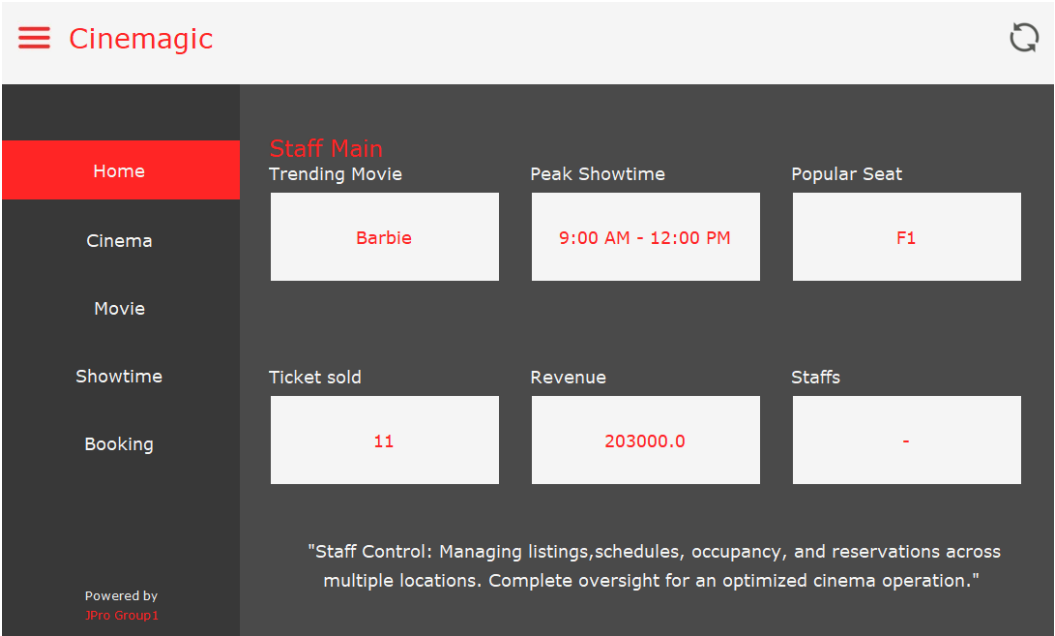 Cinemagic
Home
Cinema
Movie
Showtime
Booking
Powered by
JPro Group1
Staff Main
Trending Movie
Barbie
Peak Showtime
9:00 AM - 12:00 PM
Popular Seat
F1
Ticket sold
11
Revenue
203000.0
Staffs
-
"Staff Control: Managing listings,schedules, occupancy, and reservations across
multiple locations. Complete oversight for an optimized cinema operation."